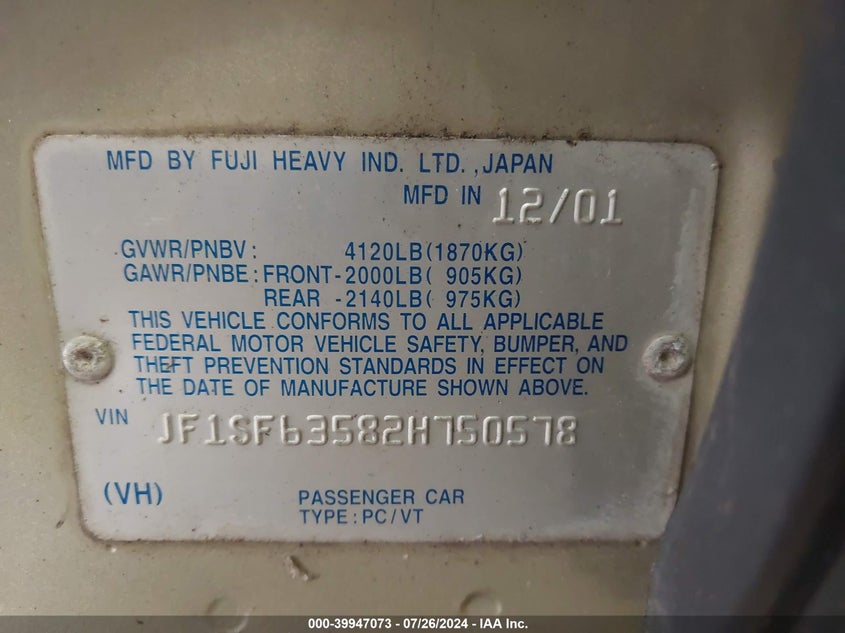 MFD BY FUJI HEAVY IND. LTD., JAPAN
MFD IN 12/01
GVWR/PNBV: 4120LB(1870KG)
GAWR/PNBE: FRONT-2000LB( 905KG)
REAR -2140LB( 975KG)
THIS VEHICLE CONFORMS TO ALL APPLICABLE
FEDERAL MOTOR VEHICLE SAFETY, BUMPER, AND
THEFT PREVENTION STANDARDS IN EFFECT ON
THE DATE OF MANUFACTURE SHOWN ABOVE.
VIN JF1SF63582H750578
(VH) PASSENGER CAR
TYPE:PC/VT
000-39947073 - 07/26/2024 - IAA Inc.